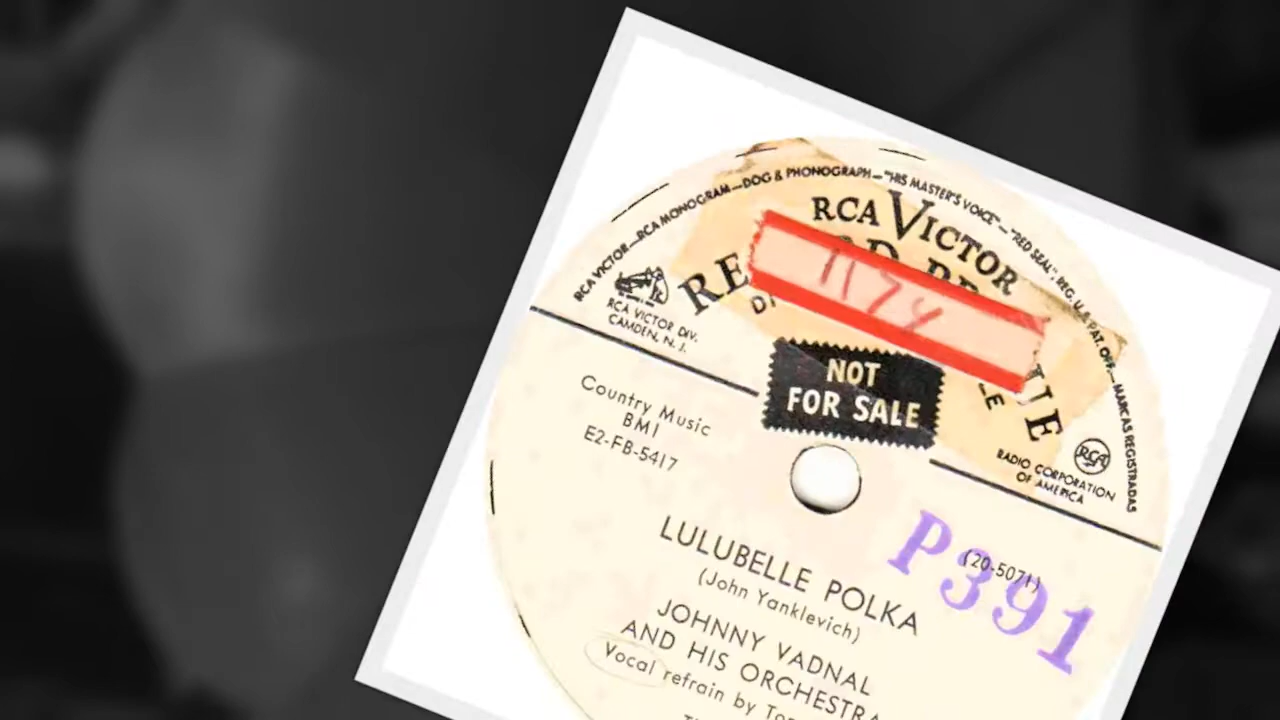 RCA VICTOR—RCA MONOGRAM—DOG & PHONOGRAPH—"HIS MASTER'S VOICE"—"RED SEAL", REG. U.S. PAT. OFF.—MARCAS REGISTRADAS
RCA VICTOR
RCA VICTOR DIV.
CAMDEN, N. J.
1178
NOT
FOR SALE
RCA
RADIO CORPORATION
OF AMERICA
Country Music
BMI
E2-FB-5417
P391
(20-5071)
LULUBELLE POLKA
(John Yanklevich)
JOHNNY VADNAL
AND HIS ORCHESTRA
Vocal refrain by